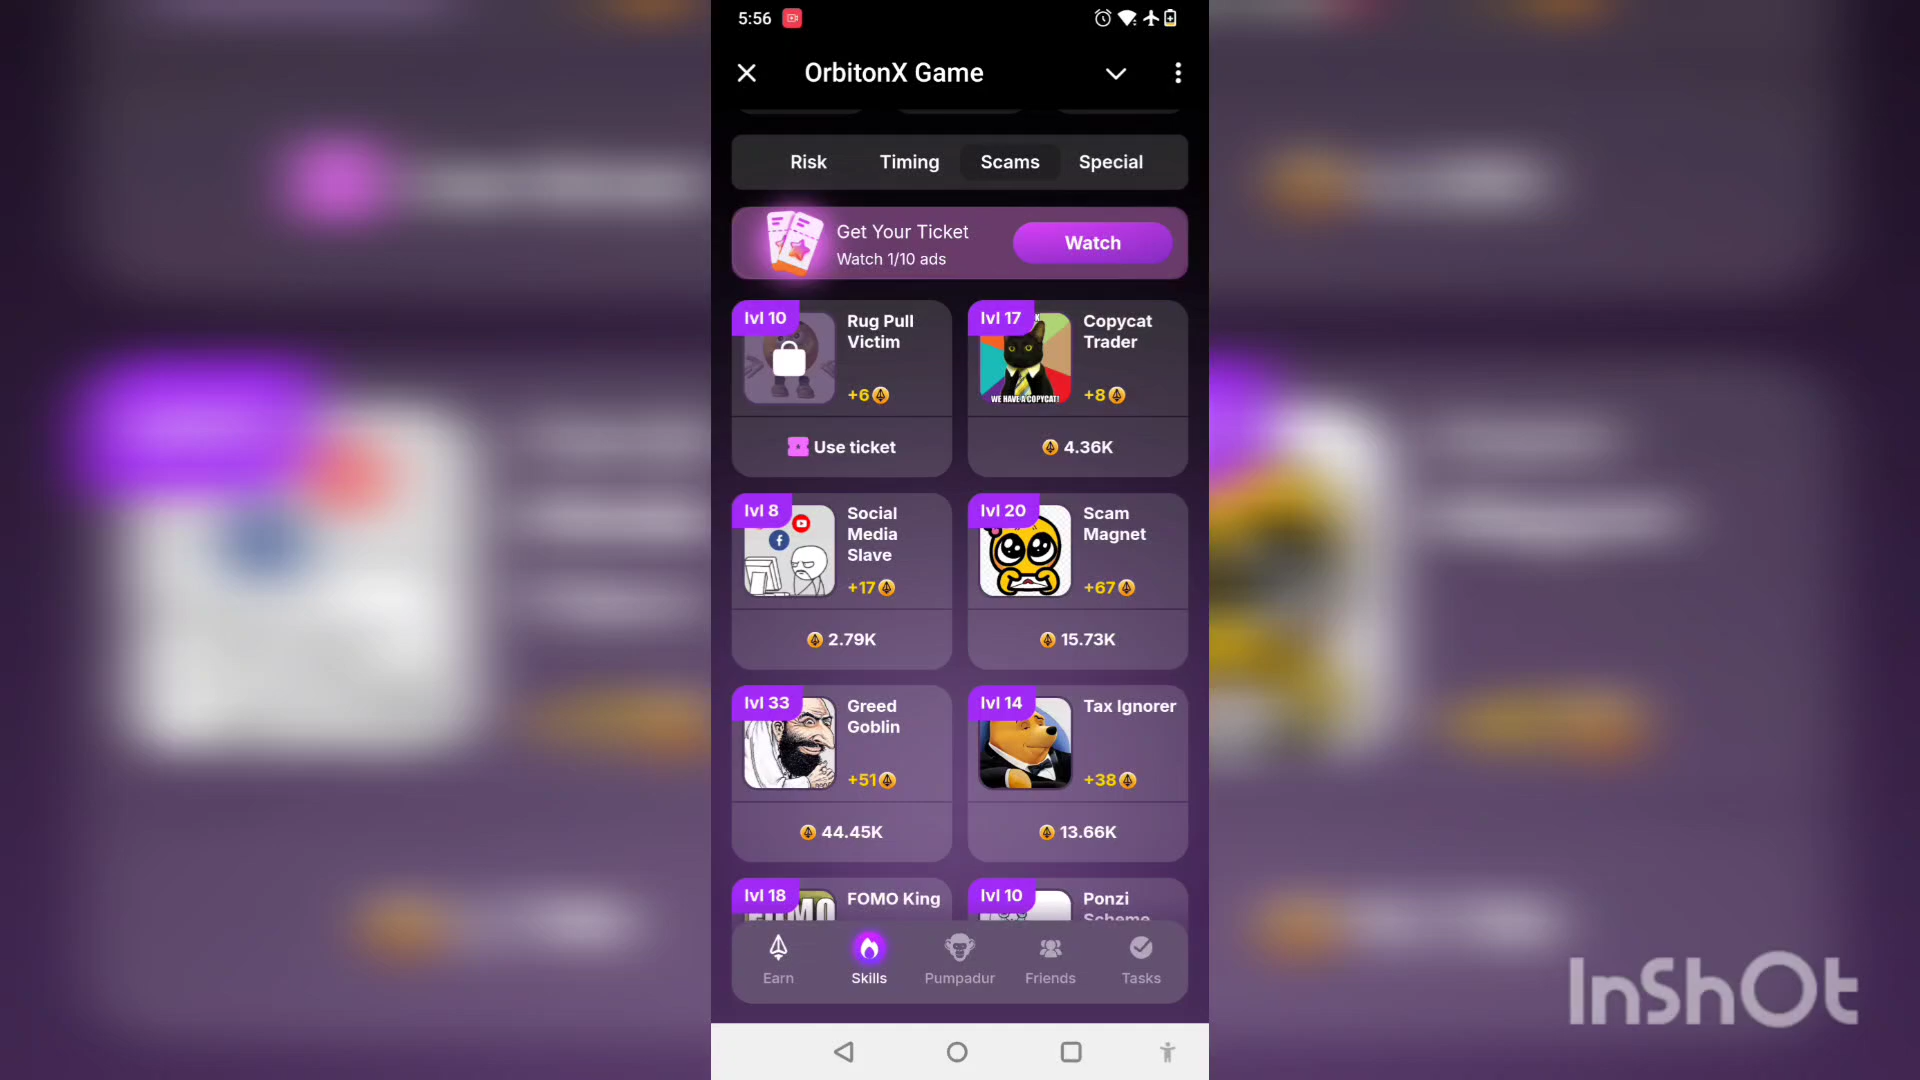 5:56
OrbitonX Game
Risk Timing Scams Special
Get Your Ticket
Watch 1/10 ads
Watch
lvl 10
Rug Pull
Victim
+6
Use ticket
lvl 17
Copycat
Trader
WE HAVE A COPYCAT!
+8
4.36K
lvl 8
Social
Media
Slave
+17
2.79K
lvl 20
Scam
Magnet
+67
15.73K
lvl 33
Greed
Goblin
+51
44.45K
lvl 14
Tax Ignorer
+38
13.66K
lvl 18
FOMO King
FOMO
lvl 10
Ponzi
Scheme
Earn Skills Pumpadur Friends Tasks
InShOt